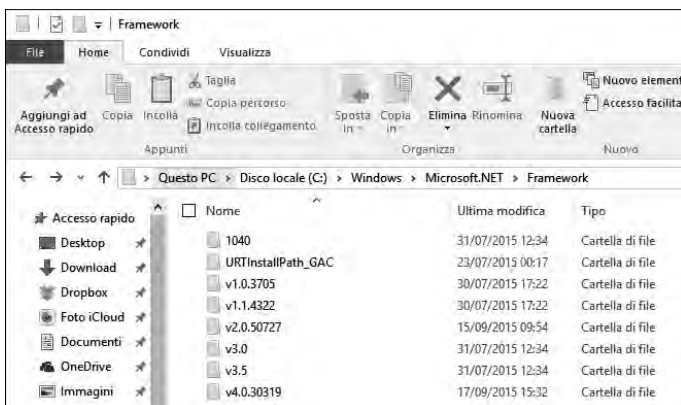 Framework
File Home Condividi Visualizza
Aggiungi ad Accesso rapido
Copia
Incolla
Taglia
Copia percorso
Incolla collegamento
Appunti
Sposta in
Copia in
Elimina
Rinomina
Organizza
Nuova cartella
Nuovo element
Accesso facilita
Nuovo
Questo PC > Disco locale (C:) > Windows > Microsoft.NET > Framework
Accesso rapido
Desktop
Download
Dropbox
Foto iCloud
Documenti
OneDrive
Immagini
Nome Ultima modifica Tipo
1040 31/07/2015 12:34 Cartella di file
URTInstallPath_GAC 23/07/2015 00:17 Cartella di file
v1.0.3705 30/07/2015 17:22 Cartella di file
v1.1.4322 30/07/2015 17:22 Cartella di file
v2.0.50727 15/09/2015 09:54 Cartella di file
v3.0 31/07/2015 12:34 Cartella di file
v3.5 31/07/2015 12:34 Cartella di file
v4.0.30319 17/09/2015 15:32 Cartella di file